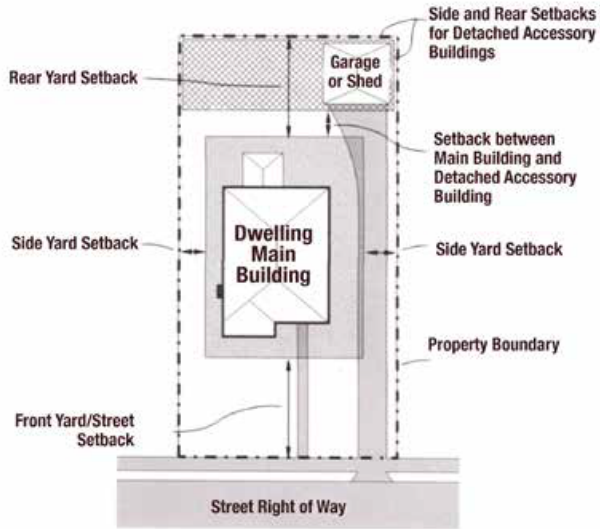 Side and Rear Setbacks
for Detached Accessory
Buildings
Garage
or Shed
Rear Yard Setback
Setback between
Main Building and
Detached Accessory
Building
Dwelling
Main
Building
Side Yard Setback
Side Yard Setback
Property Boundary
Front Yard/Street
Setback
Street Right of Way